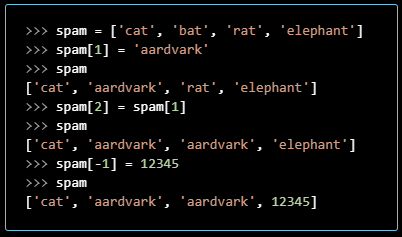 >>> spam = ['cat', 'bat', 'rat', 'elephant']
>>> spam[1] = 'aardvark'
>>> spam
['cat', 'aardvark', 'rat', 'elephant']
>>> spam[2] = spam[1]
>>> spam
['cat', 'aardvark', 'aardvark', 'elephant']
>>> spam[-1] = 12345
>>> spam
['cat', 'aardvark', 'aardvark', 12345]